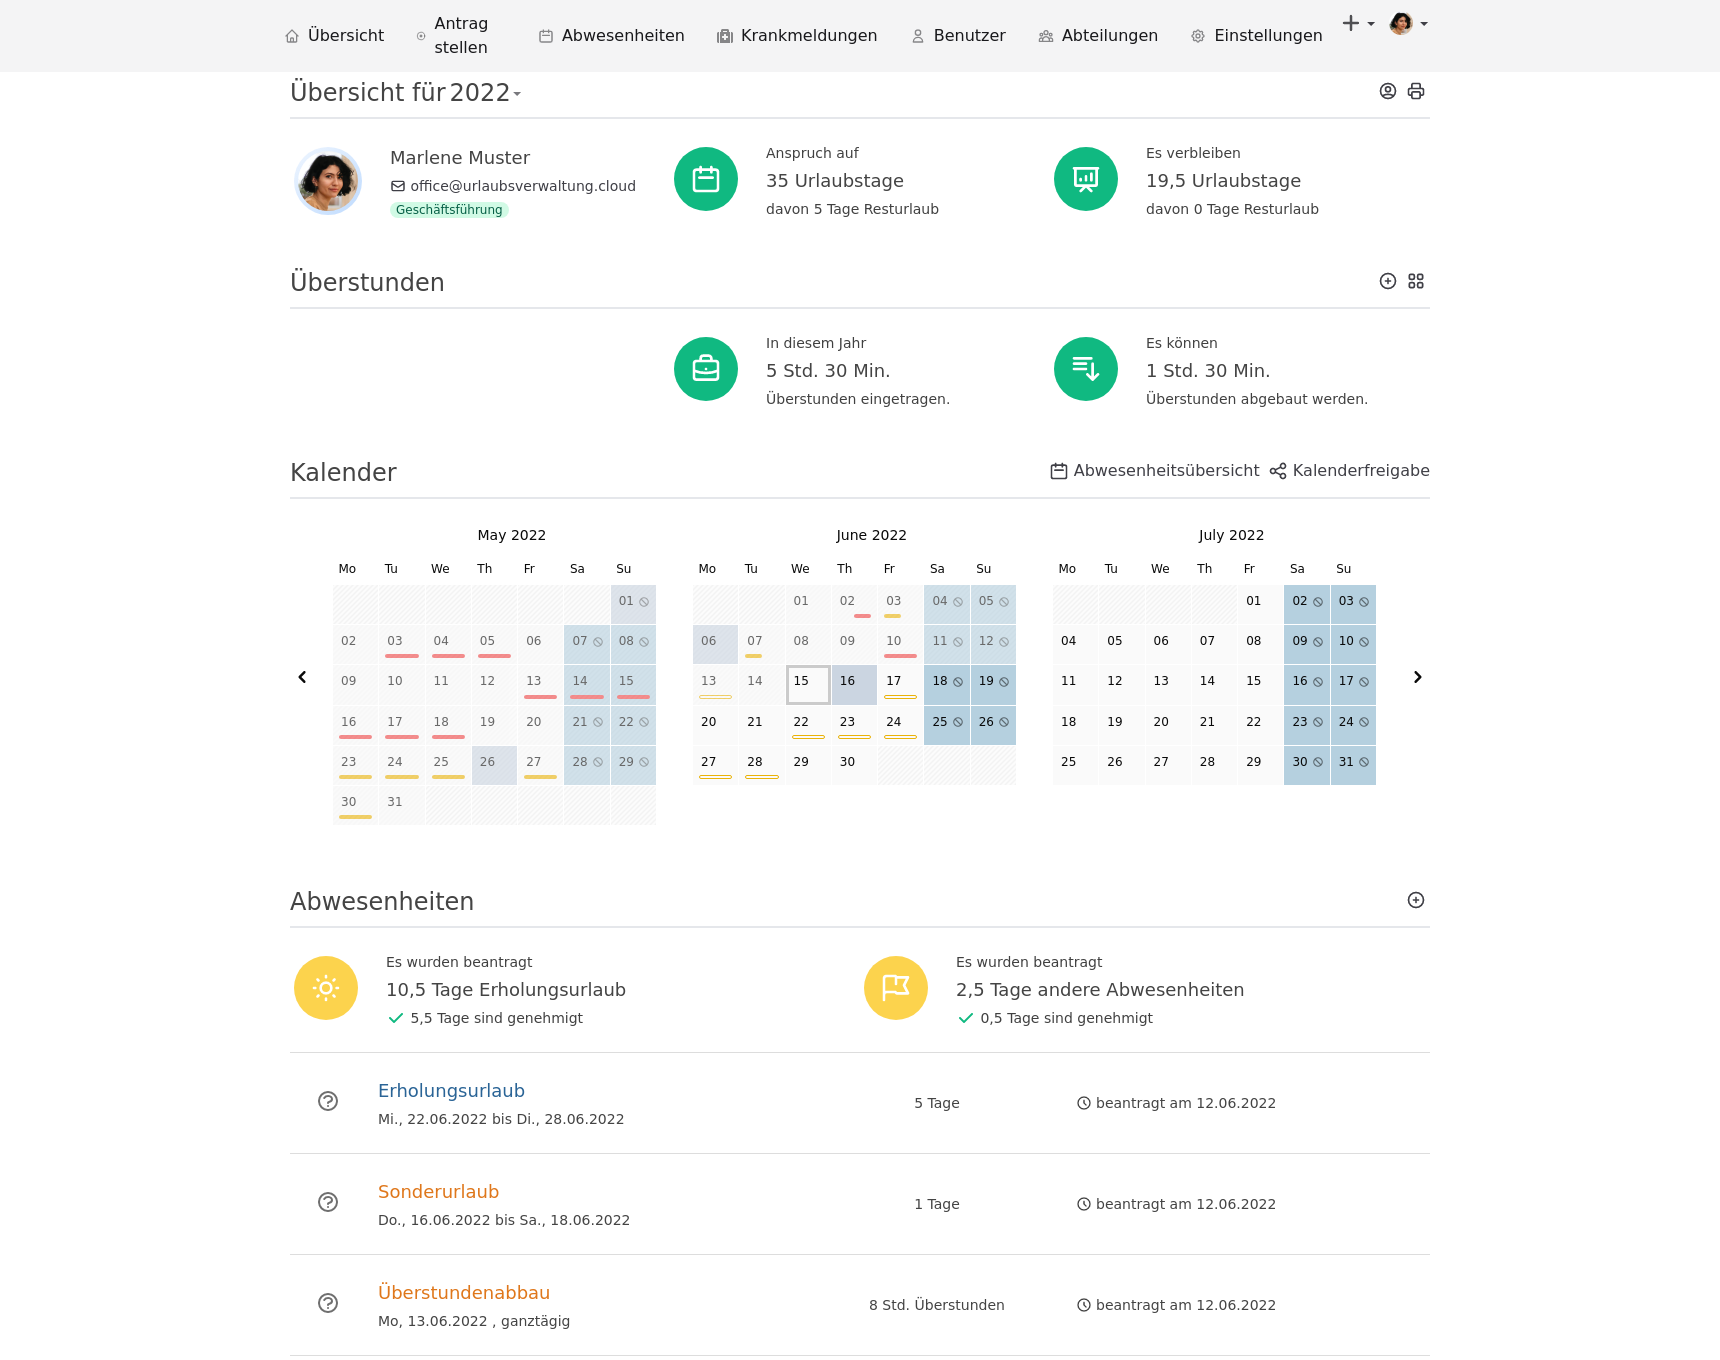 Übersicht
Antrag stellen
Abwesenheiten
Krankmeldungen
Benutzer
Abteilungen
Einstellungen
Übersicht für 2022
Marlene Muster
office@urlaubsverwaltung.cloud
Geschäftsführung
Anspruch auf
35 Urlaubstage
davon 5 Tage Resturlaub
Es verbleiben
19,5 Urlaubstage
davon 0 Tage Resturlaub
Überstunden
In diesem Jahr
5 Std. 30 Min.
Überstunden eingetragen.
Es können
1 Std. 30 Min.
Überstunden abgebaut werden.
Kalender
Abwesenheitsübersicht
Kalenderfreigabe
May 2022
Mo Tu We Th Fr Sa Su
01
02 03 04 05 06 07 08
09 10 11 12 13 14 15
16 17 18 19 20 21 22
23 24 25 26 27 28 29
30 31
June 2022
Mo Tu We Th Fr Sa Su
01 02 03 04 05
06 07 08 09 10 11 12
13 14 15 16 17 18 19
20 21 22 23 24 25 26
27 28 29 30
July 2022
Mo Tu We Th Fr Sa Su
01 02 03
04 05 06 07 08 09 10
11 12 13 14 15 16 17
18 19 20 21 22 23 24
25 26 27 28 29 30 31
Abwesenheiten
Es wurden beantragt
10,5 Tage Erholungsurlaub
5,5 Tage sind genehmigt
Es wurden beantragt
2,5 Tage andere Abwesenheiten
0,5 Tage sind genehmigt
Erholungsurlaub
Mi., 22.06.2022 bis Di., 28.06.2022
5 Tage
beantragt am 12.06.2022
Sonderurlaub
Do., 16.06.2022 bis Sa., 18.06.2022
1 Tage
beantragt am 12.06.2022
Überstundenabbau
Mo, 13.06.2022 , ganztägig
8 Std. Überstunden
beantragt am 12.06.2022